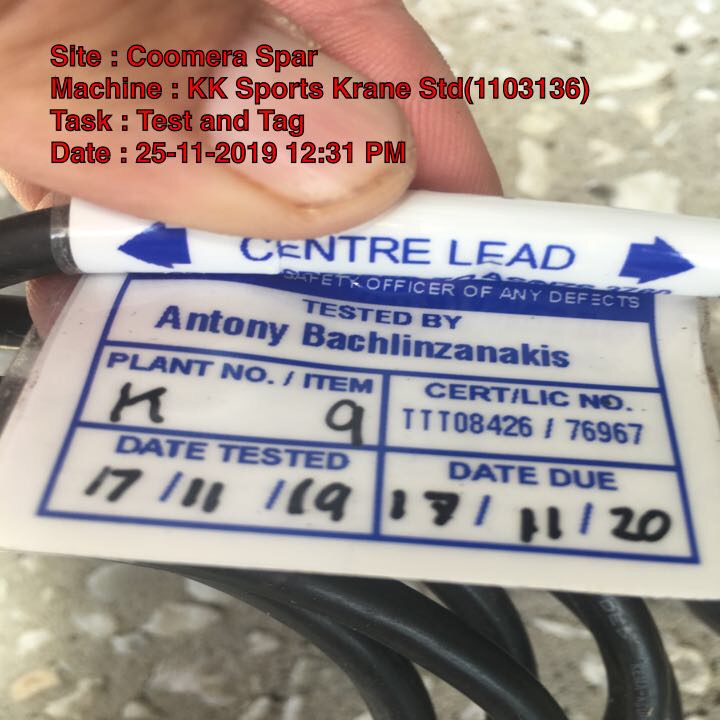 Site : Coomera Spar
Machine : KK Sports Krane Std(1103136)
Task : Test and Tag
Date : 25-11-2019 12:31 PM
CENTRE LEAD
SAFETY OFFICER OF ANY DEFECTS
TESTED BY
Antony Bachlinzanakis
PLANT NO. / ITEM
K 9
CERT/LIC NO.
TTT08426 / 76967
DATE TESTED
17 / 11 / 19
DATE DUE
17 / 11 / 20